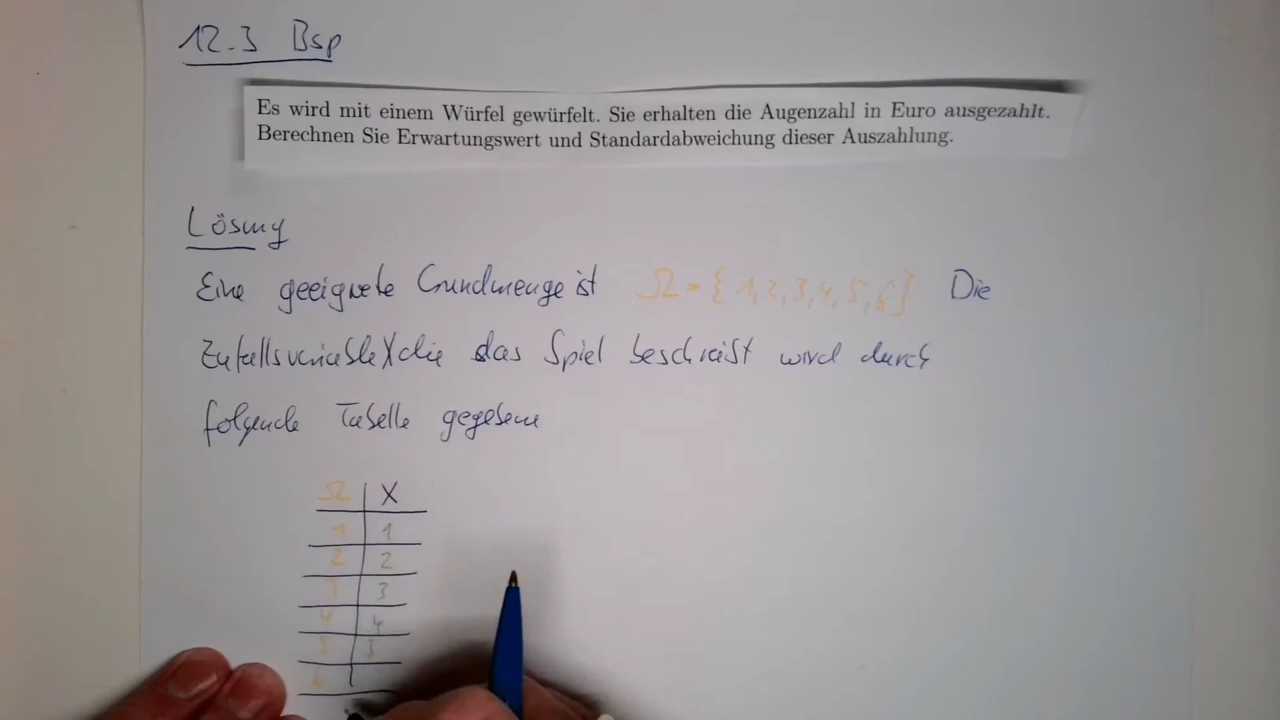 12.3 Bsp
Es wird mit einem Würfel gewürfelt. Sie erhalten die Augenzahl in Euro ausgezahlt.
Berechnen Sie Erwartungswert und Standardabweichung dieser Auszahlung.
Lösung
Eine geeignete Grundmenge ist Ω = {1,2,3,4,5,6} Die
Zufallsvariable X die das Spiel beschreibt wird durch
folgende Tabelle gegeben
Ω X
1 1
2 2
3 3
4 4
5 5
6